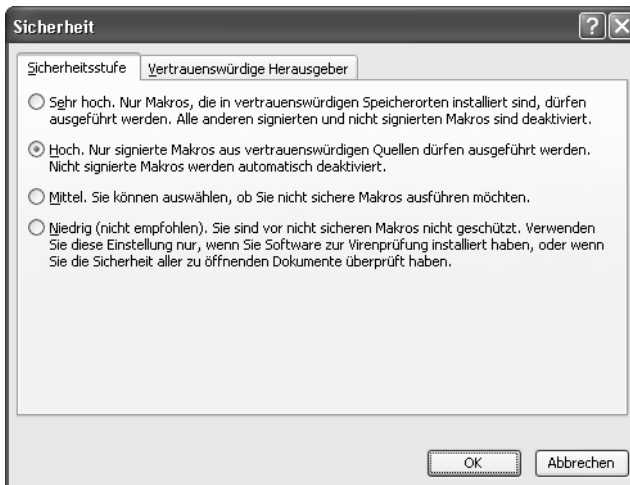 Sicherheit
Sicherheitsstufe
Vertrauenswürdige Herausgeber
Sehr hoch. Nur Makros, die in vertrauenswürdigen Speicherorten installiert sind, dürfen
ausgeführt werden. Alle anderen signierten und nicht signierten Makros sind deaktiviert.
Hoch. Nur signierte Makros aus vertrauenswürdigen Quellen dürfen ausgeführt werden.
Nicht signierte Makros werden automatisch deaktiviert.
Mittel. Sie können auswählen, ob Sie nicht sichere Makros ausführen möchten.
Niedrig (nicht empfohlen). Sie sind vor nicht sicheren Makros nicht geschützt. Verwenden
Sie diese Einstellung nur, wenn Sie Software zur Virenprüfung installiert haben, oder wenn
Sie die Sicherheit aller zu öffnenden Dokumente überprüft haben.
OK
Abbrechen